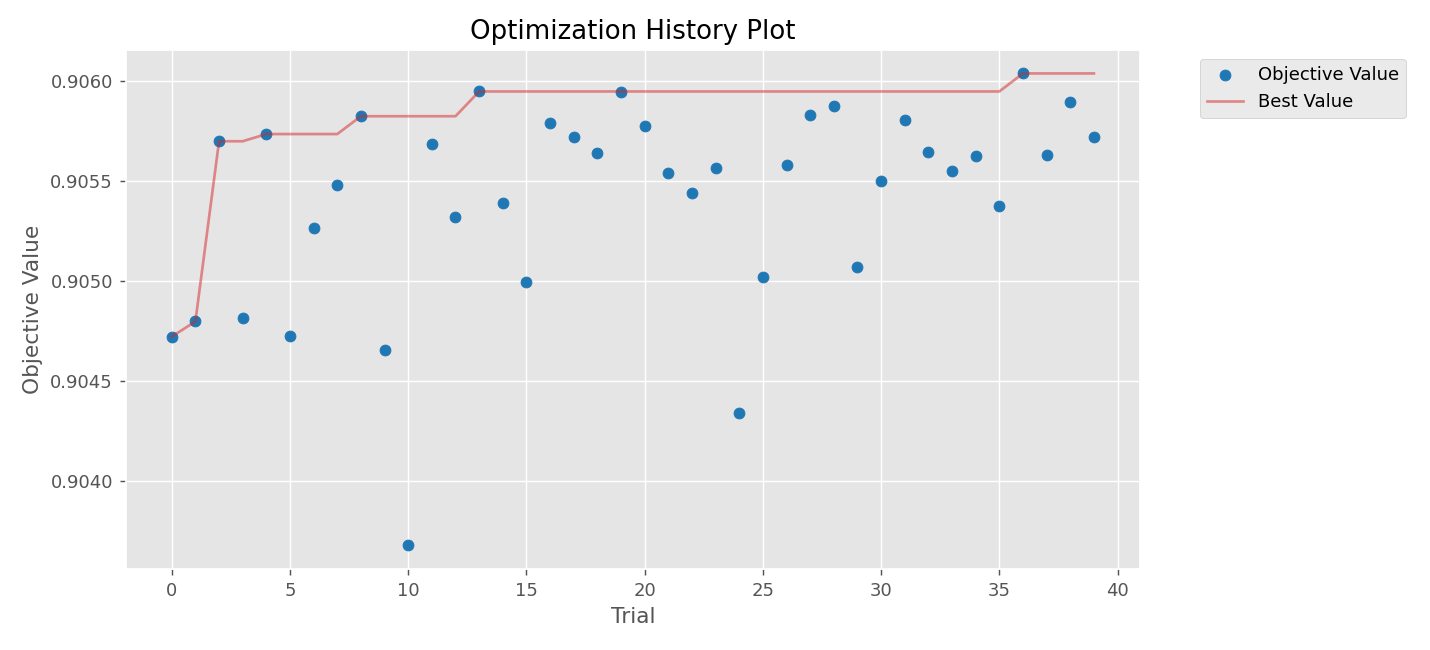 Optimization History Plot
Objective Value
Best Value
0.9060
0.9055
0.9050
0.9045
0.9040
Objective Value
0 5 10 15 20 25 30 35 40
Trial